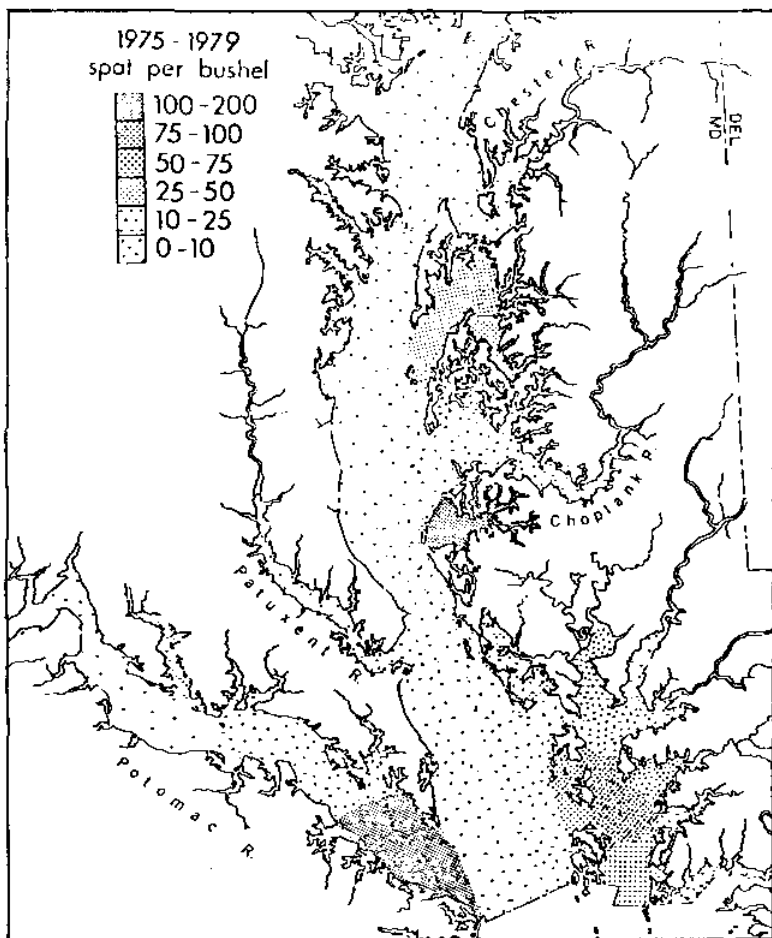 1975 - 1979
spat per bushel
100 - 200
75 - 100
50 - 75
25 - 50
10 - 25
0 - 10
Chester R.
DEL
MD
Choptank R.
Patuxent R.
Potomac R.